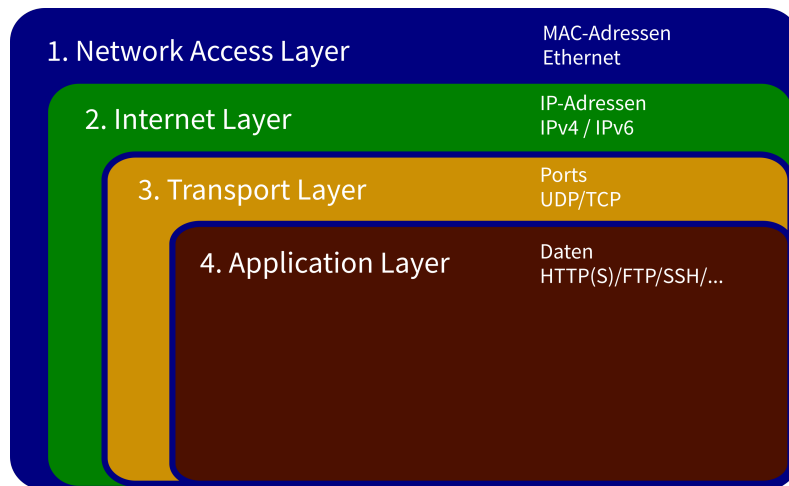 1. Network Access Layer
MAC-Adressen
Ethernet
2. Internet Layer
IP-Adressen
IPv4 / IPv6
3. Transport Layer
Ports
UDP/TCP
4. Application Layer
Daten
HTTP(S)/FTP/SSH/...